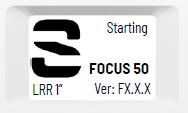 Starting
FOCUS 50
LRR 1" Ver: FX.X.X